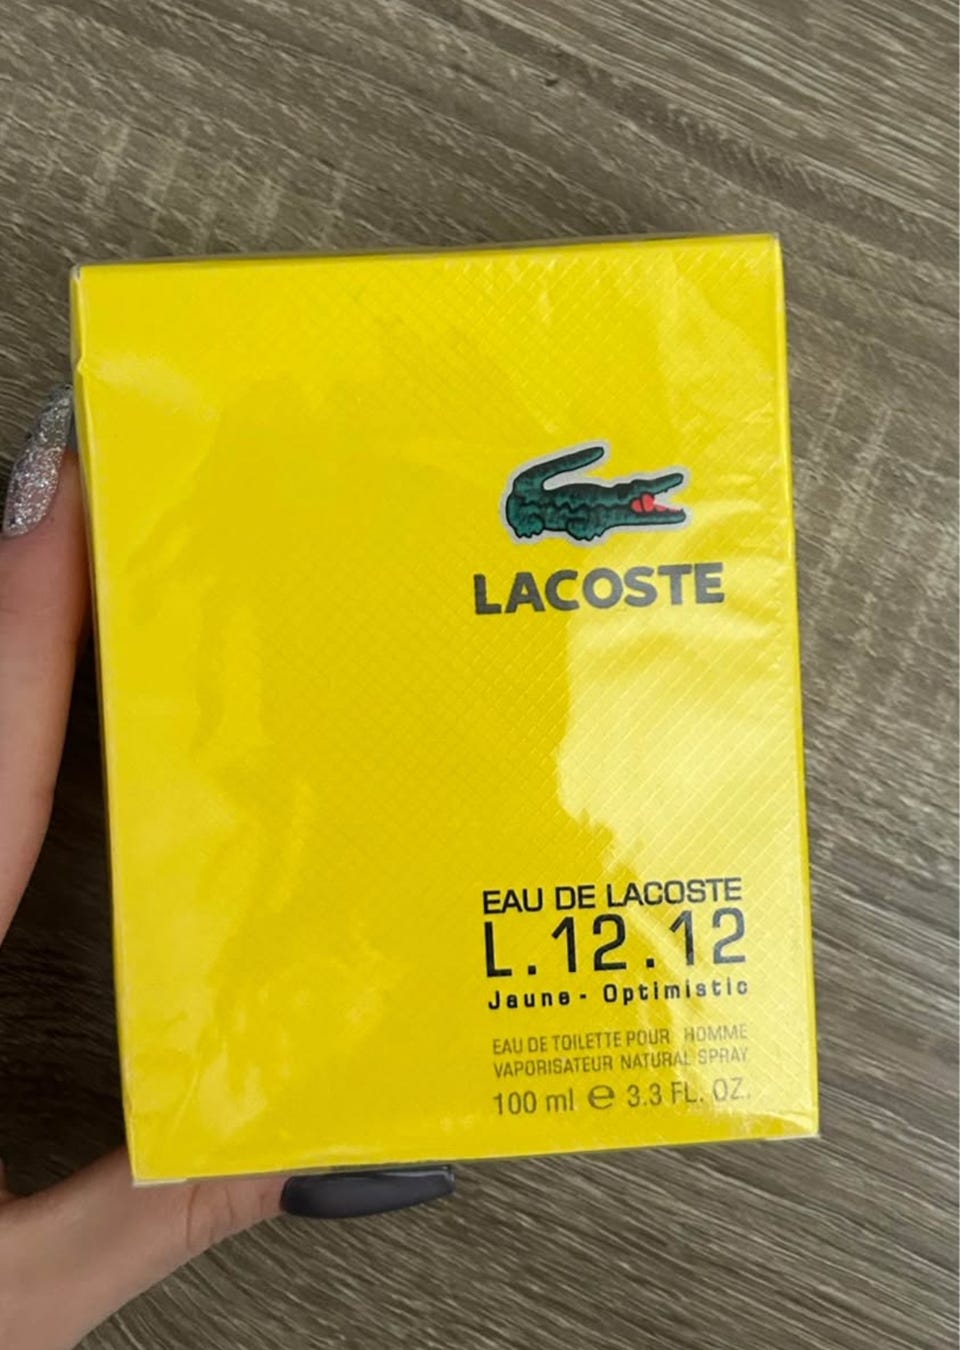 LACOSTE
EAU DE LACOSTE
L.12.12
Jaune - Optimistic
EAU DE TOILETTE POUR HOMME
VAPORISATEUR NATURAL SPRAY
100 ml e 3.3 FL. OZ.